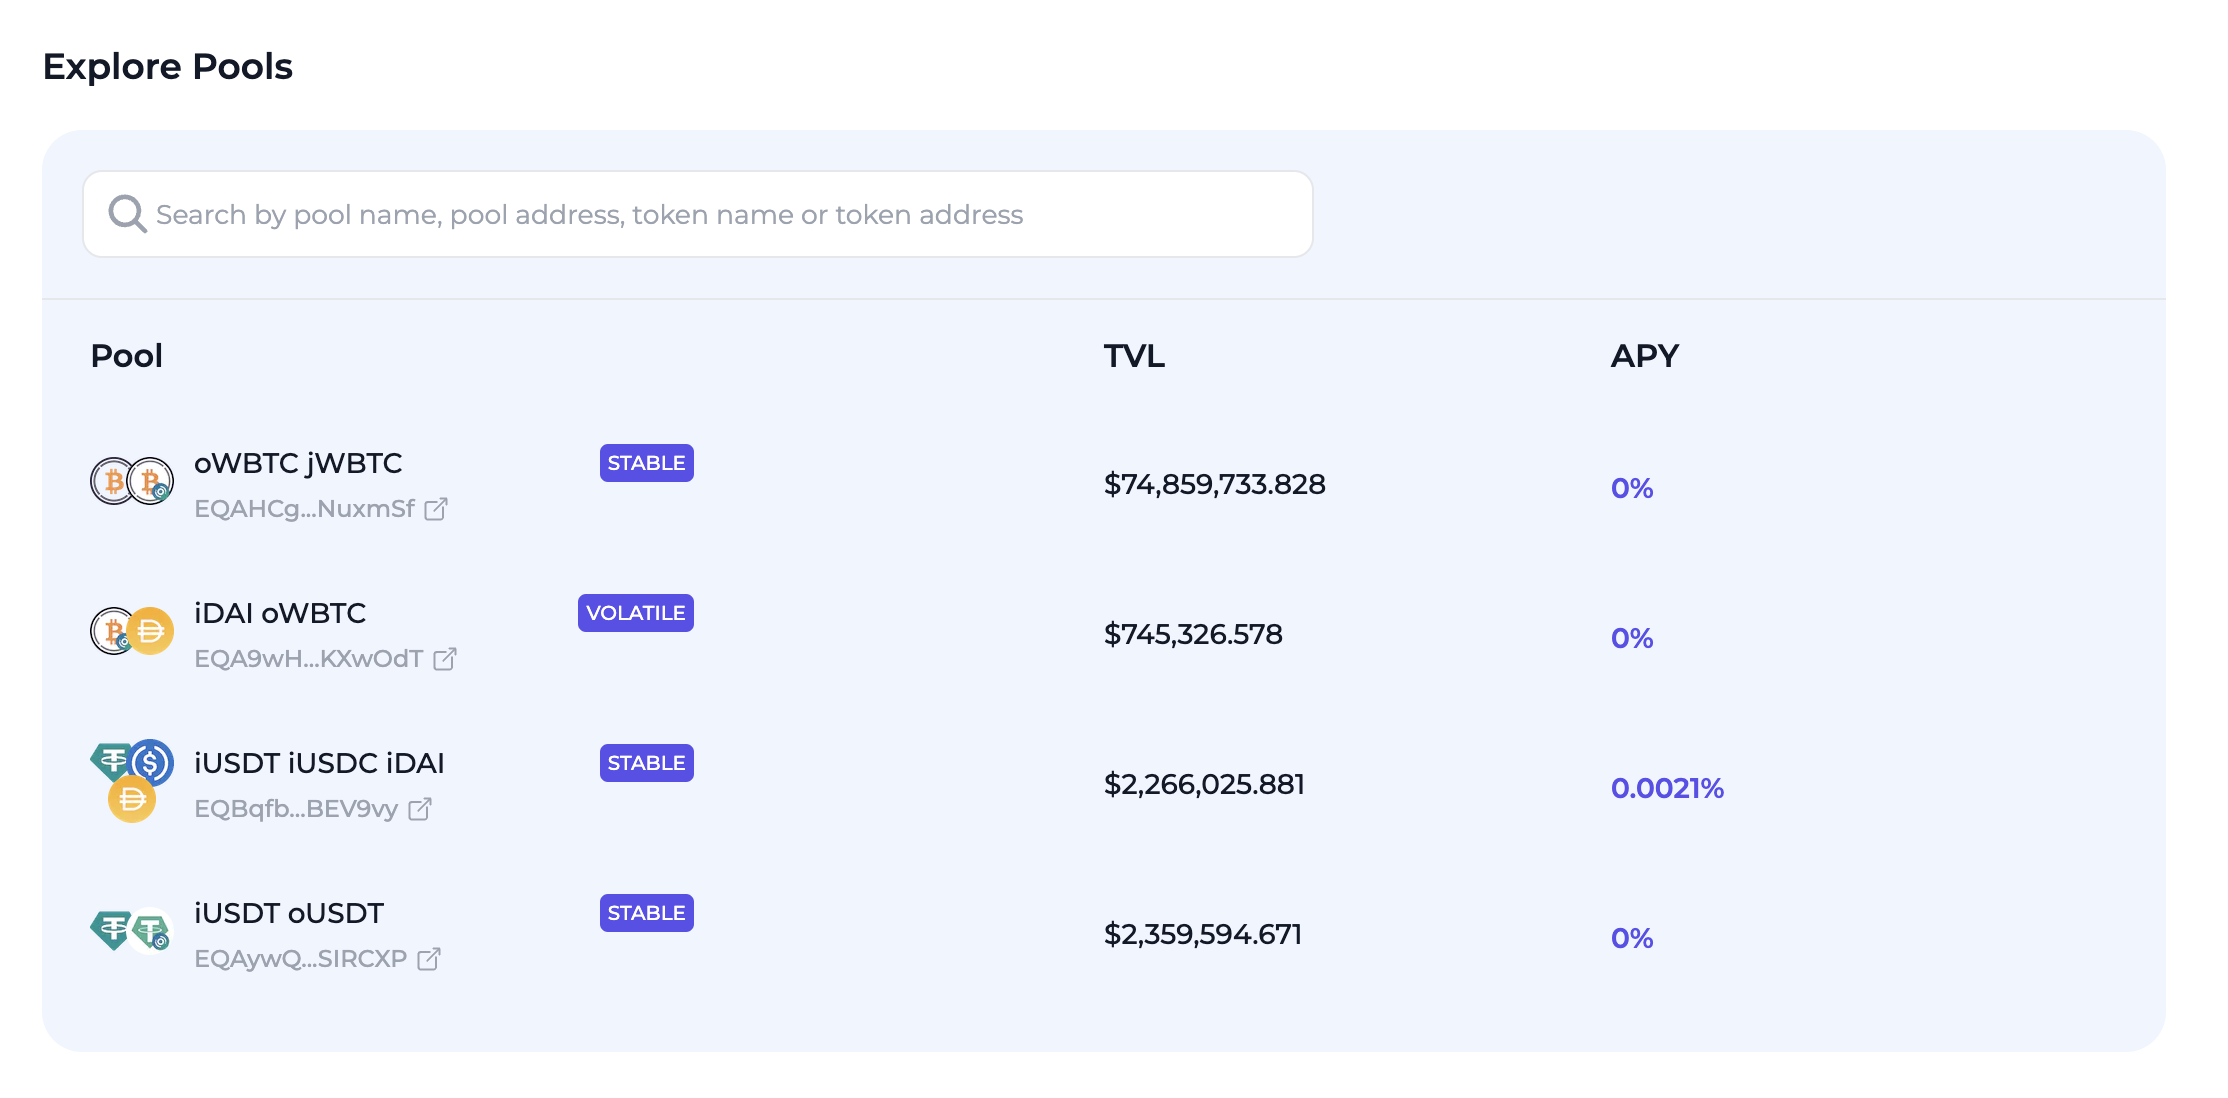 Explore Pools
Search by pool name, pool address, token name or token address
Pool TVL APY
oWBTC jWBTC STABLE
EQAHCg...NuxmSf
$74,859,733.828 0%
iDAI oWBTC VOLATILE
EQA9wH...KXwOdT
$745,326.578 0%
iUSDT iUSDC iDAI STABLE
EQBqfb...BEV9vy
$2,266,025.881 0.0021%
iUSDT oUSDT STABLE
EQAywQ...SIRCXP
$2,359,594.671 0%